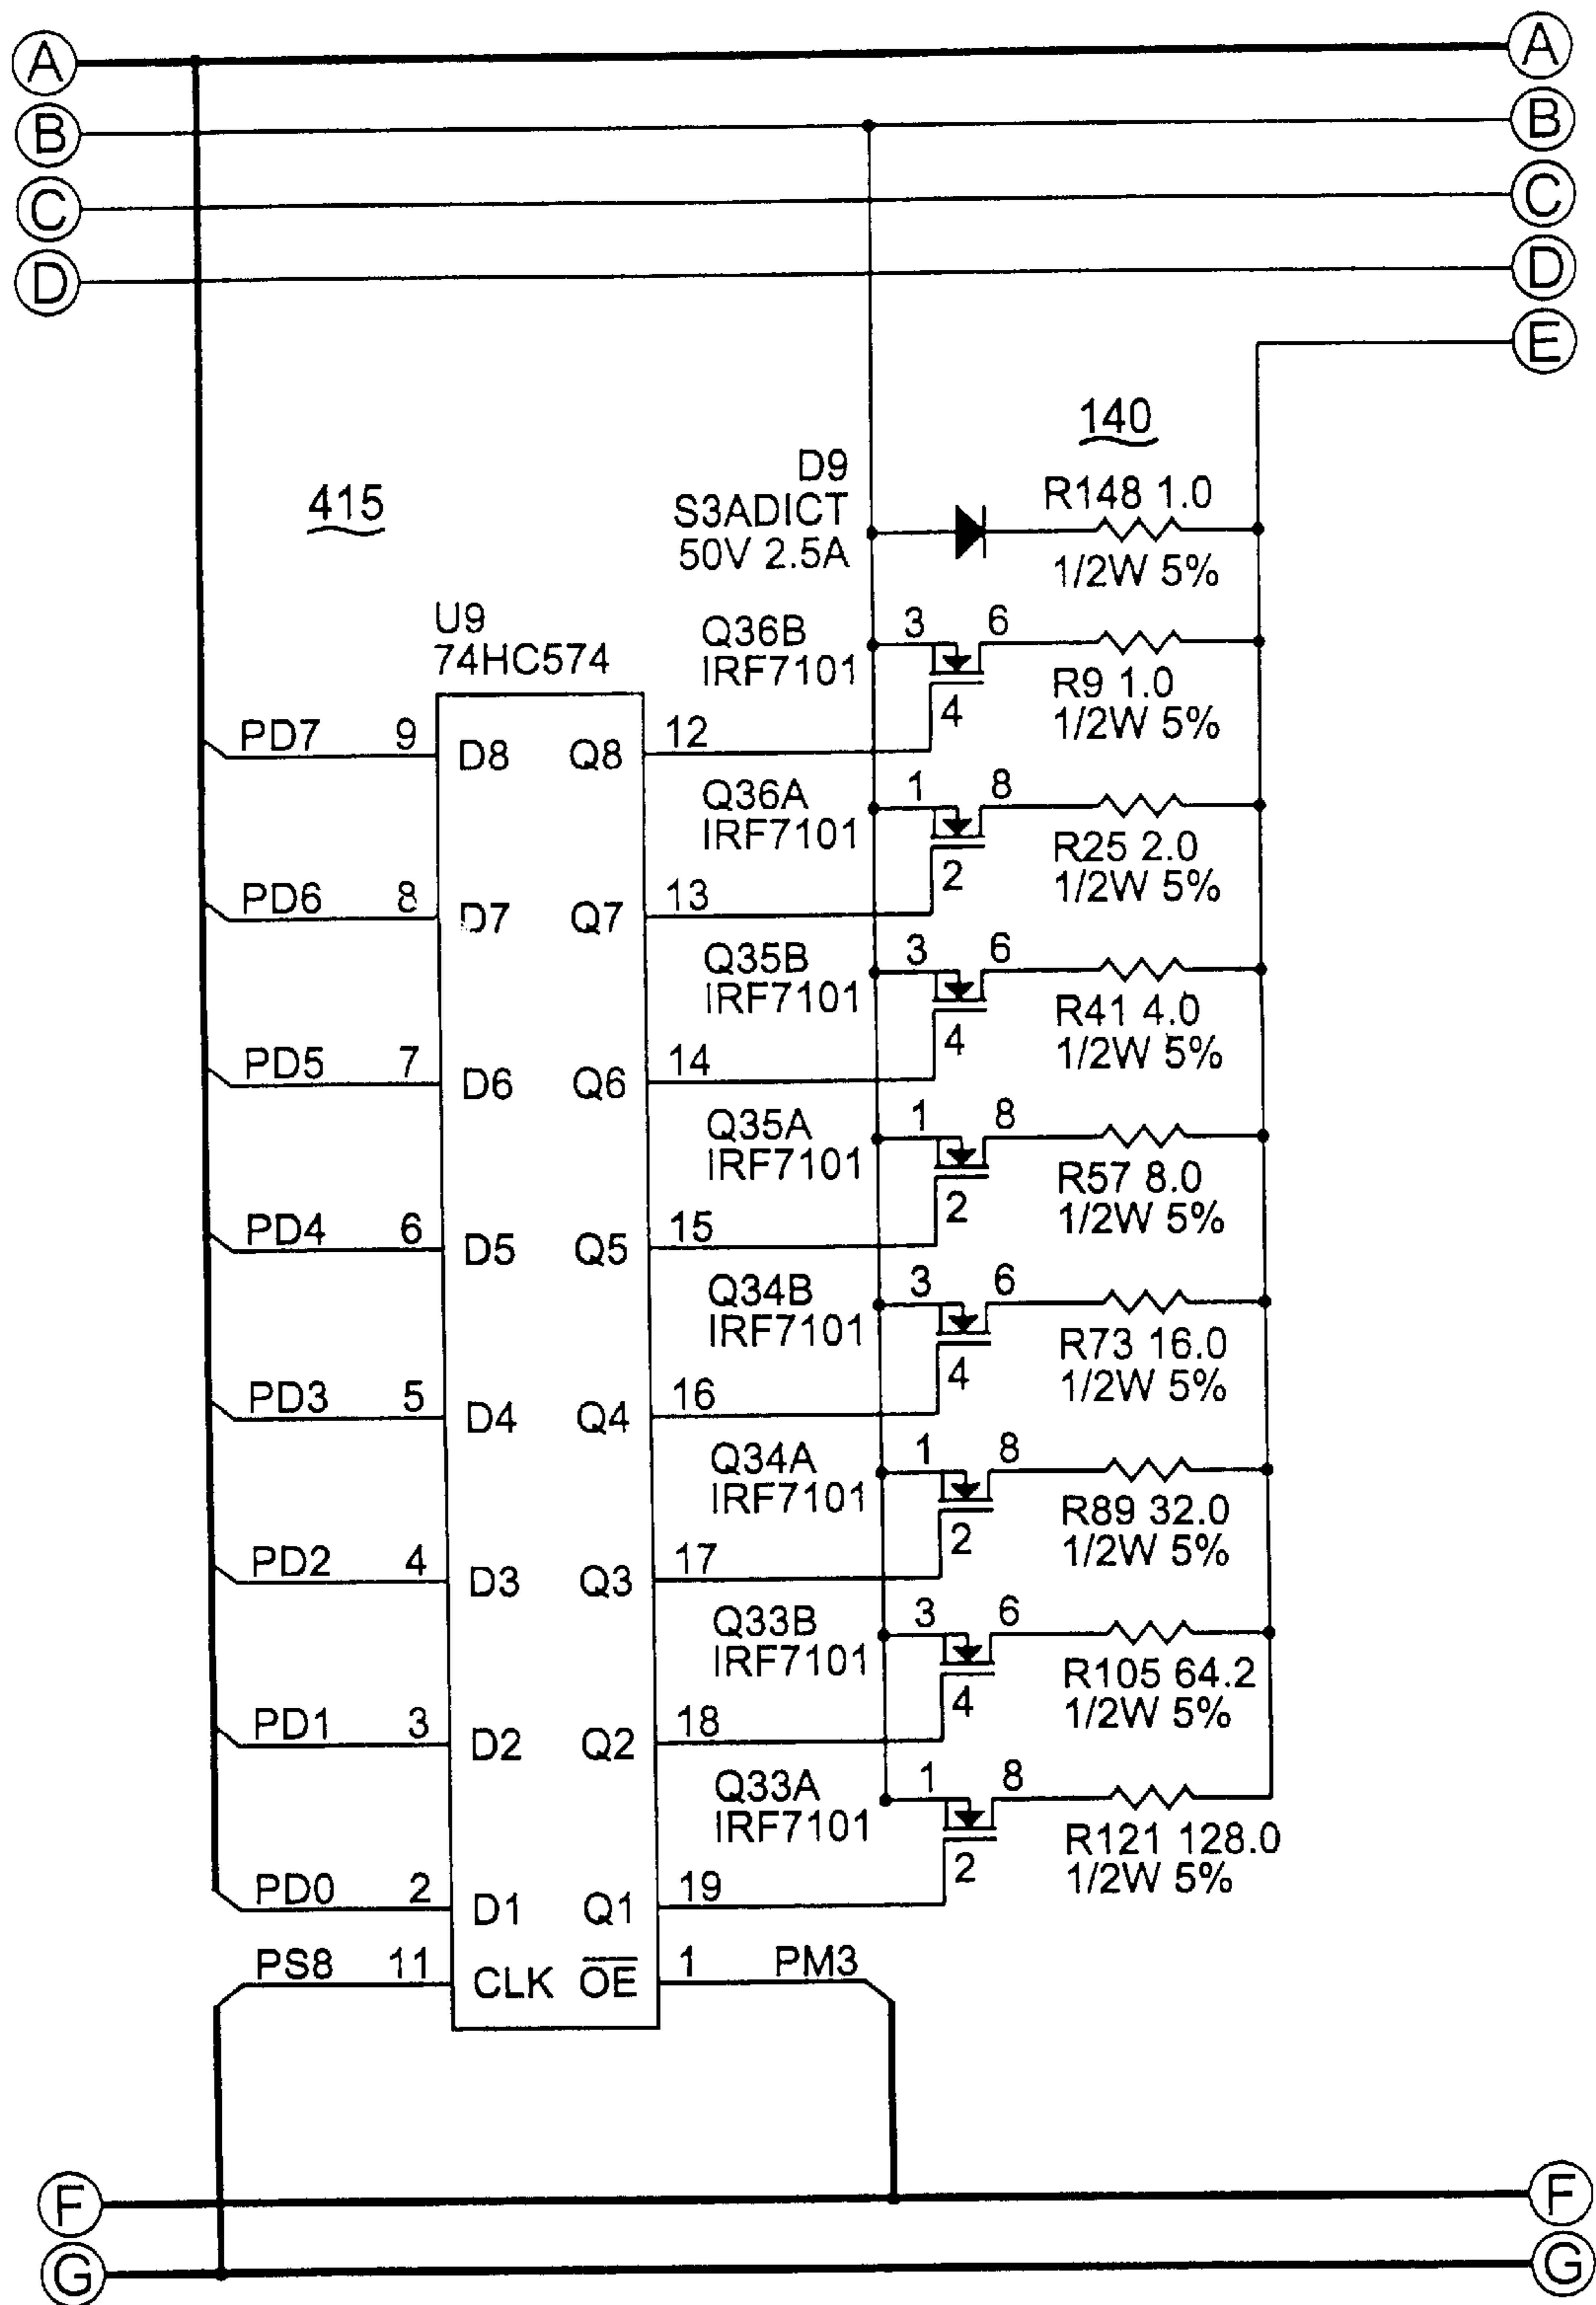 A A
B B
C C
D D
E
140
415
D9
S3ADICT
50V 2.5A
R148 1.0
1/2W 5%
U9
74HC574
Q36B
IRF7101
3 6
4
R9 1.0
1/2W 5%
PD7 9 D8 Q8 12
Q36A
IRF7101
1 8
2
R25 2.0
1/2W 5%
PD6 8 D7 Q7 13
Q35B
IRF7101
3 6
4
R41 4.0
1/2W 5%
PD5 7 D6 Q6 14
Q35A
IRF7101
1 8
2
R57 8.0
1/2W 5%
PD4 6 D5 Q5 15
Q34B
IRF7101
3 6
4
R73 16.0
1/2W 5%
PD3 5 D4 Q4 16
Q34A
IRF7101
1 8
2
R89 32.0
1/2W 5%
PD2 4 D3 Q3 17
Q33B
IRF7101
3 6
4
R105 64.2
1/2W 5%
PD1 3 D2 Q2 18
Q33A
IRF7101
1 8
2
R121 128.0
1/2W 5%
PD0 2 D1 Q1 19
PS8 11 CLK OE 1 PM3
F F
G G